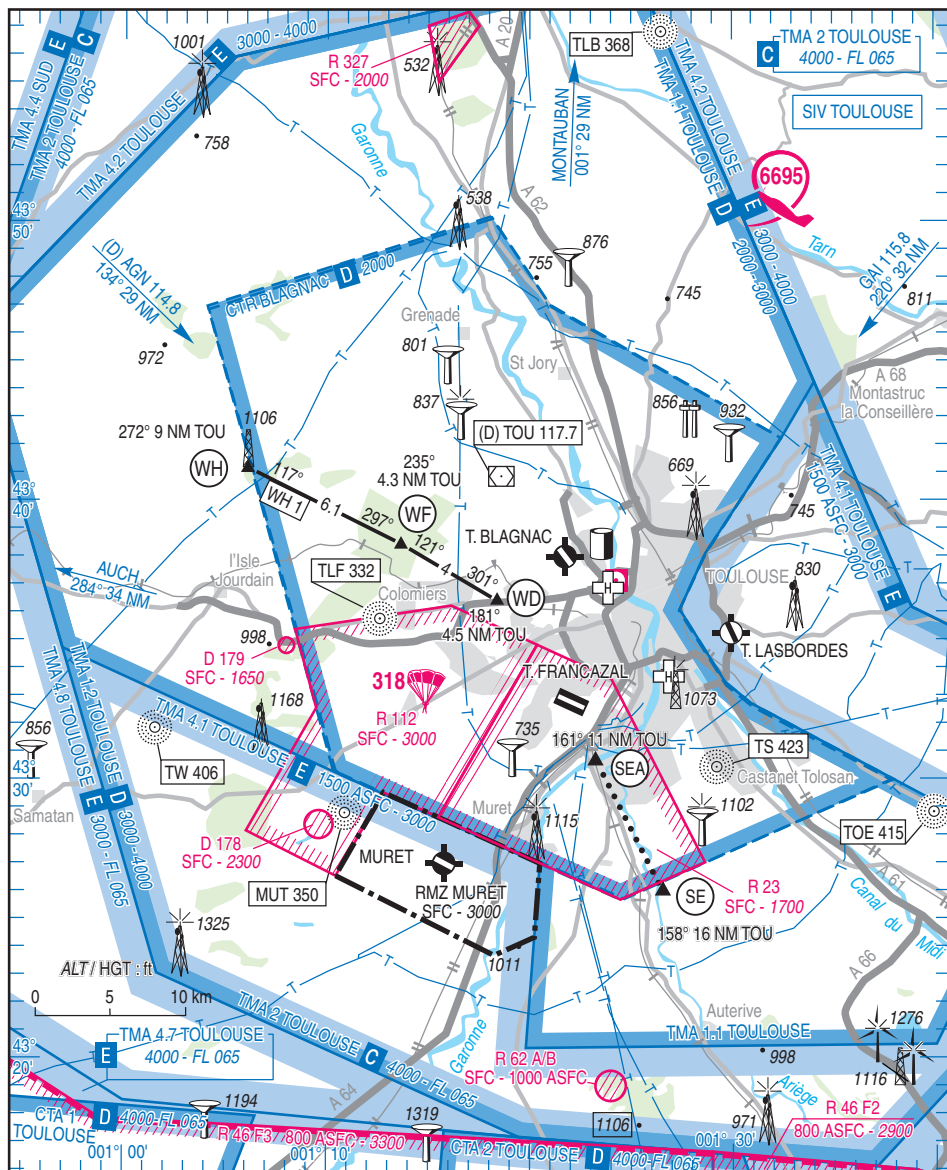 1001
3000 - 4000
E
A 20
TLB 368
C
TMA 2 TOULOUSE
4000 - FL 065
R 327
SFC - 2000
532
SIV TOULOUSE
TMA 4.4 SUD E
TMA 2 TOULOUSE C
4000 - FL 065
TMA 4.2 TOULOUSE
758
Garonne
MONTAUBAN
001° 29 NM
TMA 4.2 TOULOUSE
TMA 1.1 TOULOUSE
D
E
3000 - 4000
2000 - 3000
6695
43°
50'
538
A 62
Tarn
(D) AGN 114.8
134° 29 NM
CTR BLAGNAC D 2000
876
755
745
GAI 115.8
220° 32 NM
811
972
Grenade
801
St Jory
A 68
Montastruc
la Conseillère
837
856
932
1106
272° 9 NM TOU
WH
117°
WH 1
6.1
235°
4.3 NM TOU
(D) TOU 117.7
669
TMA 4.1 TOULOUSE
1500 ASFC - 3000
E
43°
40'
745
297°
WF
121°
4
301°
T. BLAGNAC
H
l'Isle
Jourdain
TLF 332
Colomiers
WD
181°
4.5 NM TOU
TOULOUSE
830
AUCH
284° 34 NM
T. LASBORDES
998
D 179
SFC - 1650
318
T. FRANCAZAL
H
1073
R 112
SFC - 3000
1168
856
TMA 4.8 TOULOUSE E 3000 - FL 065
TMA 1.2 TOULOUSE D 3000-4000
TMA 4.1 TOULOUSE E 1500 ASFC - 3000
735
161° 11 NM TOU
SEA
TS 423
Castanet Tolosan
TW 406
43°
30'
Samatan
Muret
1115
1102
TOE 415
D 178
SFC - 2300
MURET
MUT 350
RMZ MURET
SFC - 3000
R 23
SFC - 1700
SE
158° 16 NM TOU
A 61
Canal du Midi
1325
1011
A 66
ALT / HGT : ft
0 5 10 km
Auterive
TMA 1.1 TOULOUSE
1276
E
TMA 4.7 TOULOUSE
4000 - FL 065
TMA 2 TOULOUSE C 4000 - FL 065
Garonne
998
1116
43°
20'
R 62 A/B
SFC - 1000 ASFC
Ariège
A 64
1194
1319
1106
971
R 46 F2
800 ASFC - 2900
CTA 1 D 4000-FL 065
TOULOUSE
001° 00'
R 46 F3
800 ASFC - 3300
001° 10'
CTA 2 TOULOUSE D 4000-FL 065
001° 30'